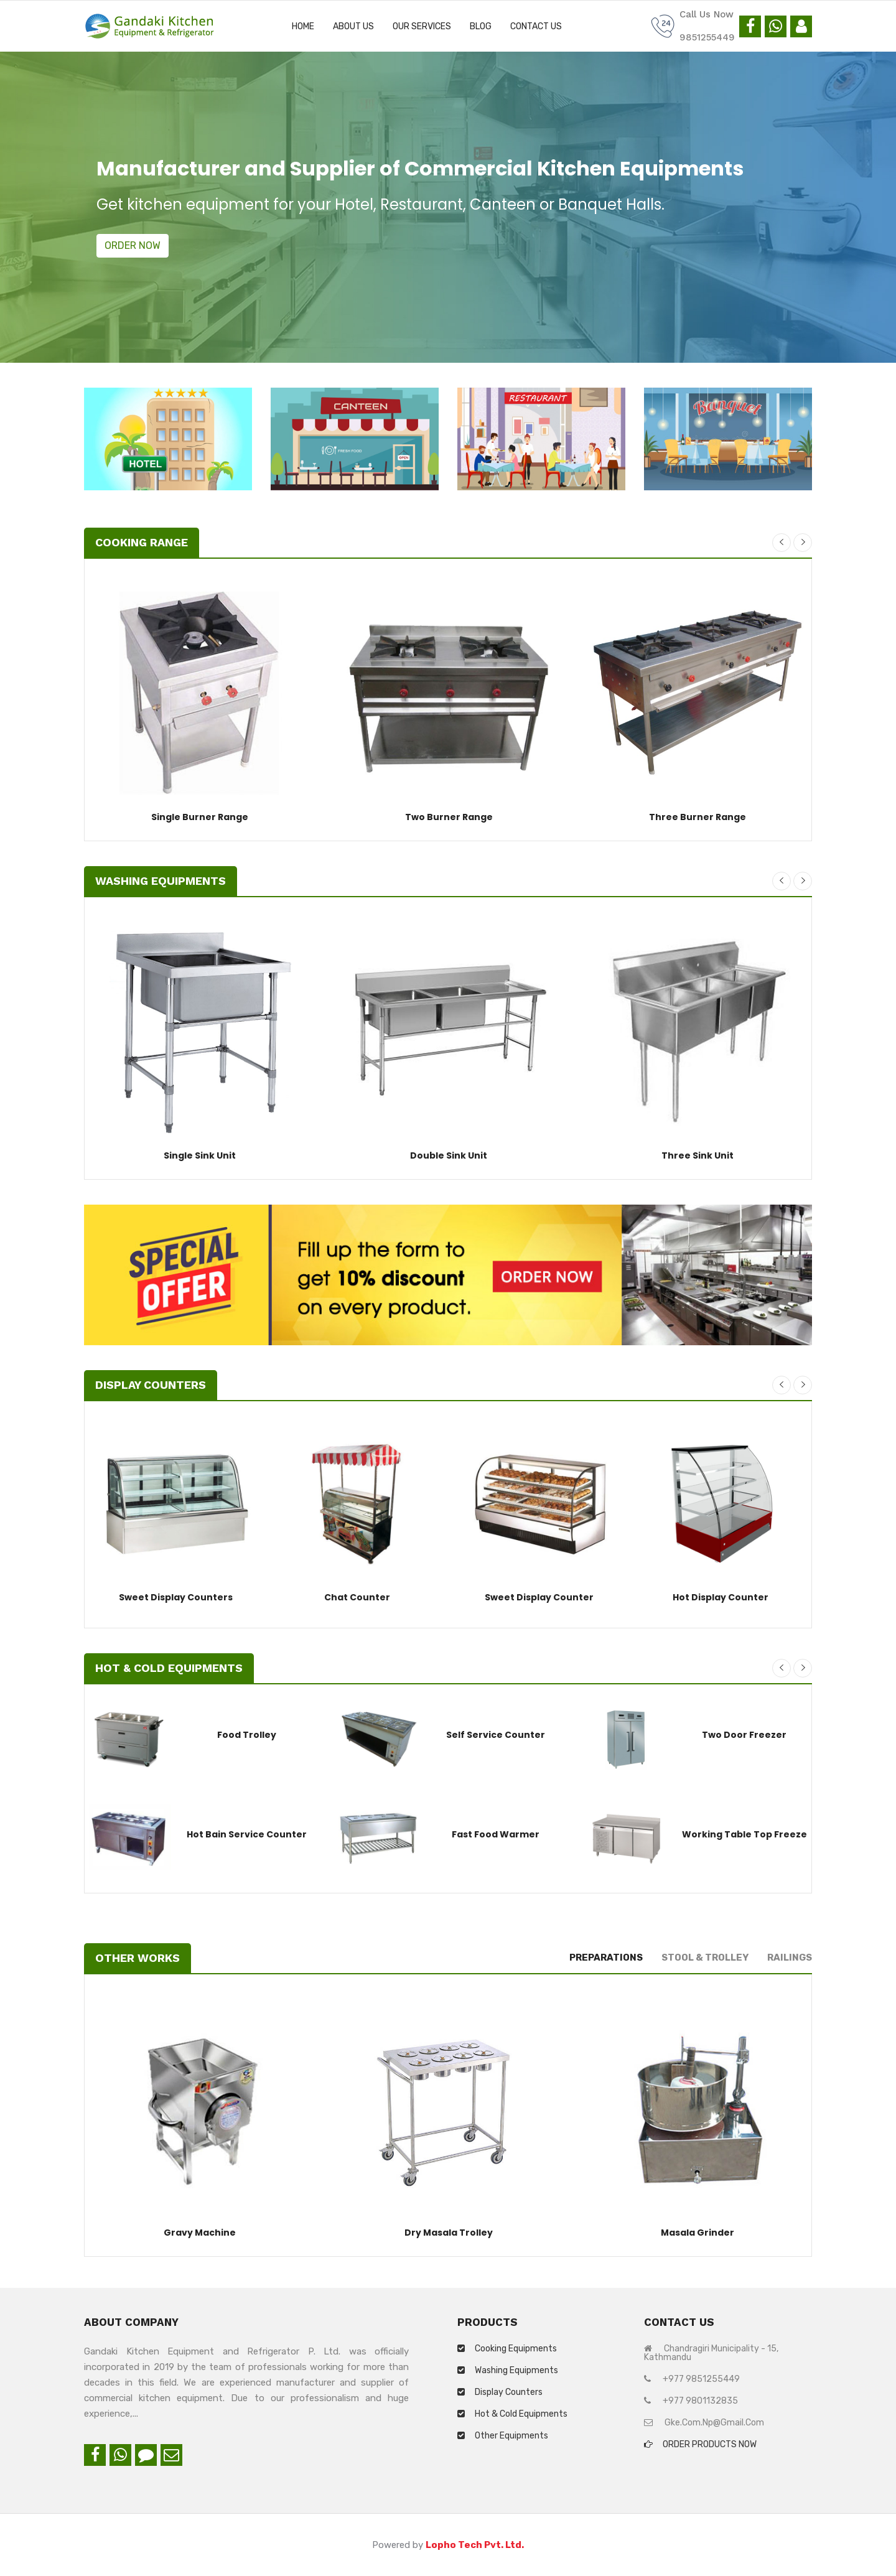 Gandaki Kitchen
Equipment & Refrigerator
HOME ABOUT US OUR SERVICES BLOG CONTACT US
24
Call Us Now
9851255449
Manufacturer and Supplier of Commercial Kitchen Equipments
Get kitchen equipment for your Hotel, Restaurant, Canteen or Banquet Halls.
ORDER NOW
HOTEL
CANTEEN
FRESH FOOD
OPEN
RESTAURANT
Banquet
COOKING RANGE
Single Burner Range
Two Burner Range
Three Burner Range
WASHING EQUIPMENTS
Single Sink Unit
Double Sink Unit
Three Sink Unit
SPECIAL
OFFER
Fill up the form to
get 10% discount
on every product.
ORDER NOW
DISPLAY COUNTERS
Sweet Display Counters
Chat Counter
Sweet Display Counter
Hot Display Counter
HOT & COLD EQUIPMENTS
Food Trolley
Self Service Counter
Two Door Freezer
Hot Bain Service Counter
Fast Food Warmer
Working Table Top Freeze
OTHER WORKS
PREPARATIONS STOOL & TROLLEY RAILINGS
Gravy Machine
Dry Masala Trolley
Masala Grinder
ABOUT COMPANY
Gandaki Kitchen Equipment and Refrigerator P. Ltd. was officially
incorporated in 2019 by the team of professionals working for more than
decades in this field. We are experienced manufacturer and supplier of
commercial kitchen equipment. Due to our professionalism and huge
experience,...
PRODUCTS
Cooking Equipments
Washing Equipments
Display Counters
Hot & Cold Equipments
Other Equipments
CONTACT US
Chandragiri Municipality - 15,
Kathmandu
+977 9851255449
+977 9801132835
Gke.Com.Np@Gmail.Com
ORDER PRODUCTS NOW
Powered by Lopho Tech Pvt. Ltd.